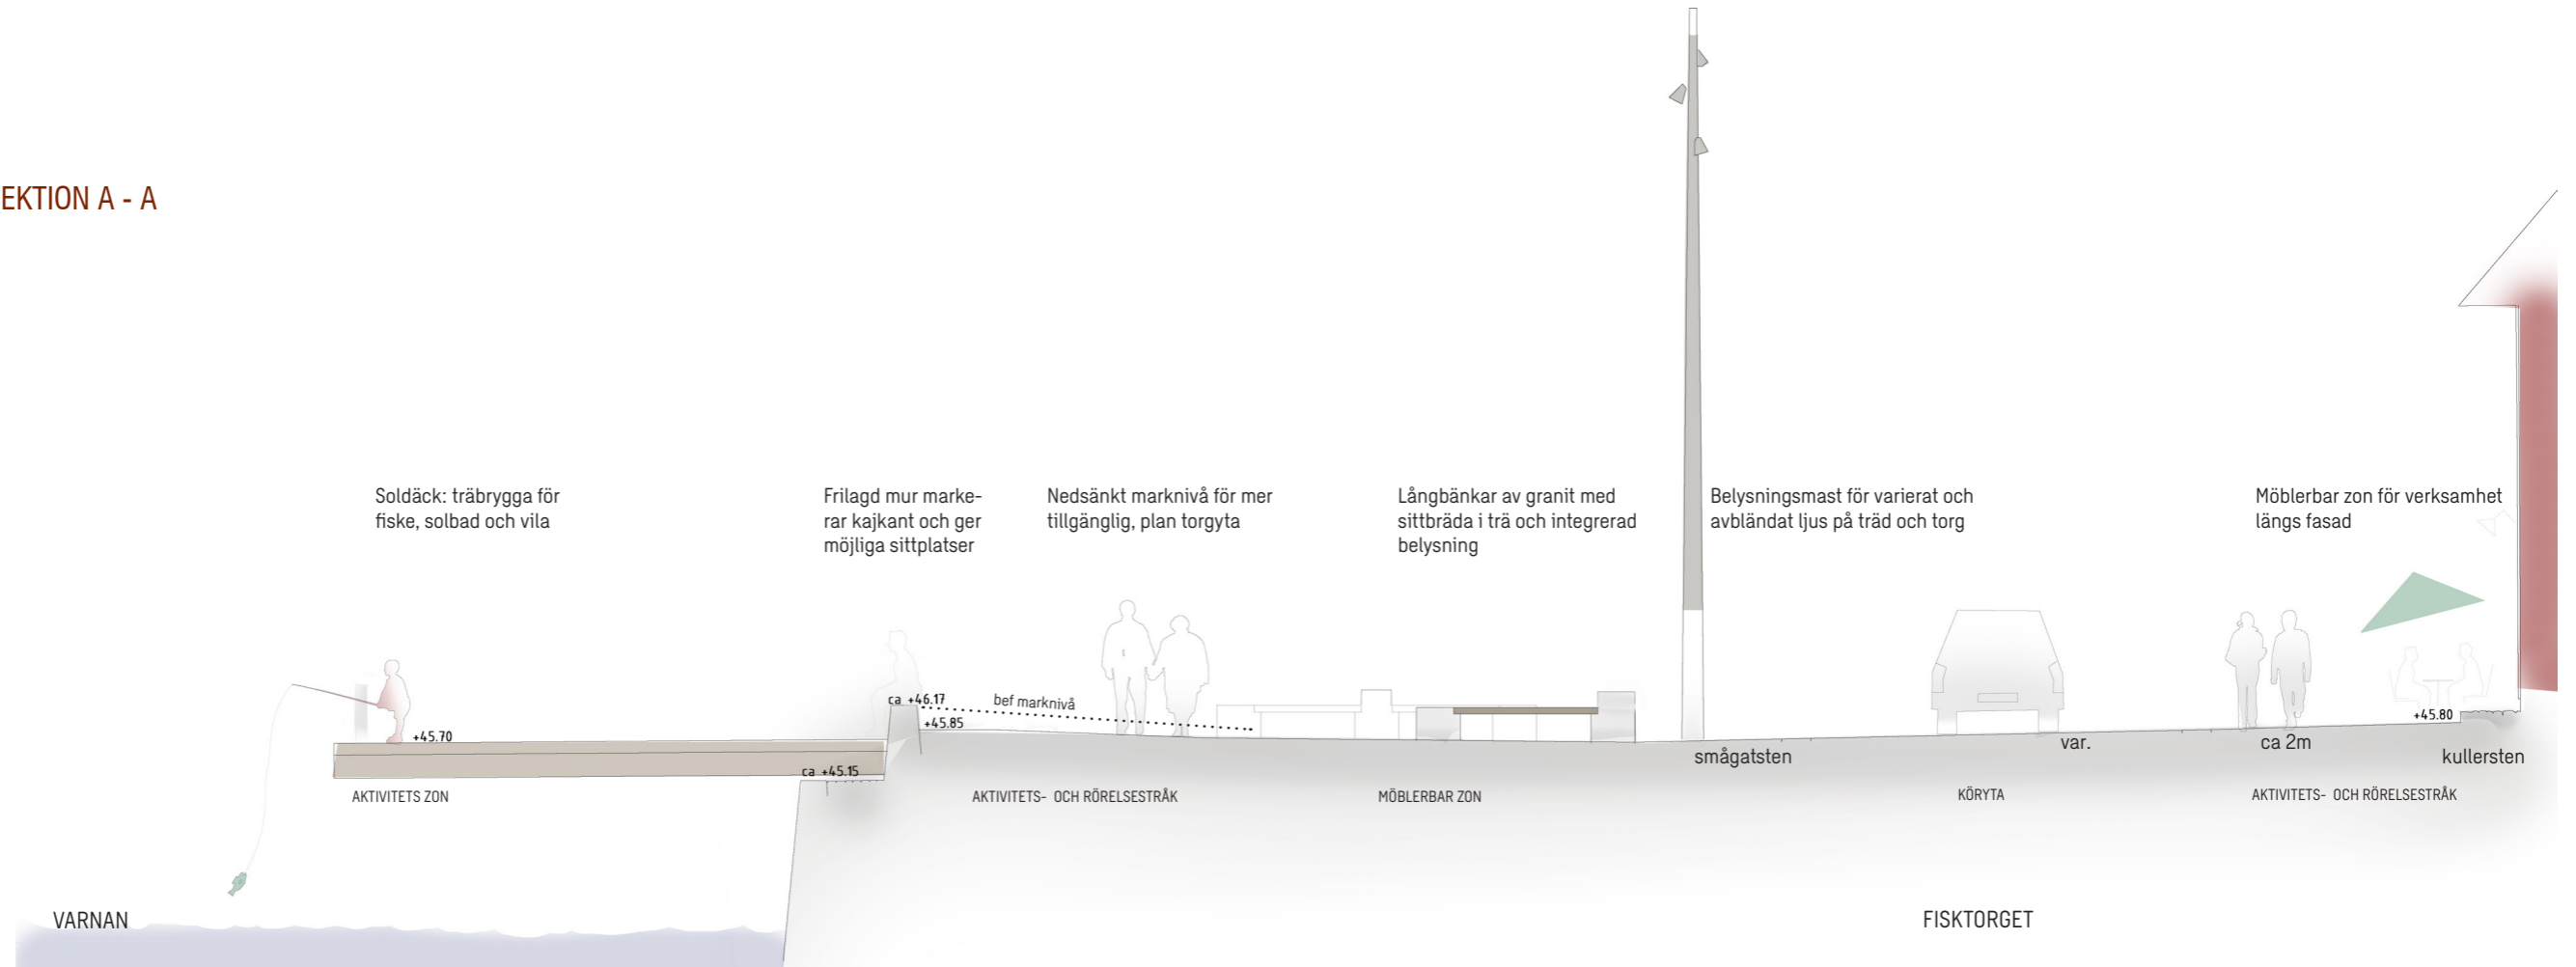 EKTION A - A
Soldäck: träbrygga för
fiske, solbad och vila
Frilagd mur marke-
rar kajkant och ger
möjliga sittplatser
Nedsänkt marknivå för mer
tillgänglig, plan torgyta
Långbänkar av granit med
sittbräda i trä och integrerad
belysning
Belysningsmast för varierat och
avbländat ljus på träd och torg
Möblerbar zon för verksamhet
längs fasad
ca +46.17
bef marknivå
+45.85
+45.70
ca +45.15
+45.80
smågatsten
var.
ca 2m
kullersten
AKTIVITETS ZON
AKTIVITETS- OCH RÖRELSESTRÅK
MÖBLERBAR ZON
KÖRYTA
AKTIVITETS- OCH RÖRELSESTRÅK
VARNAN
FISKTORGET